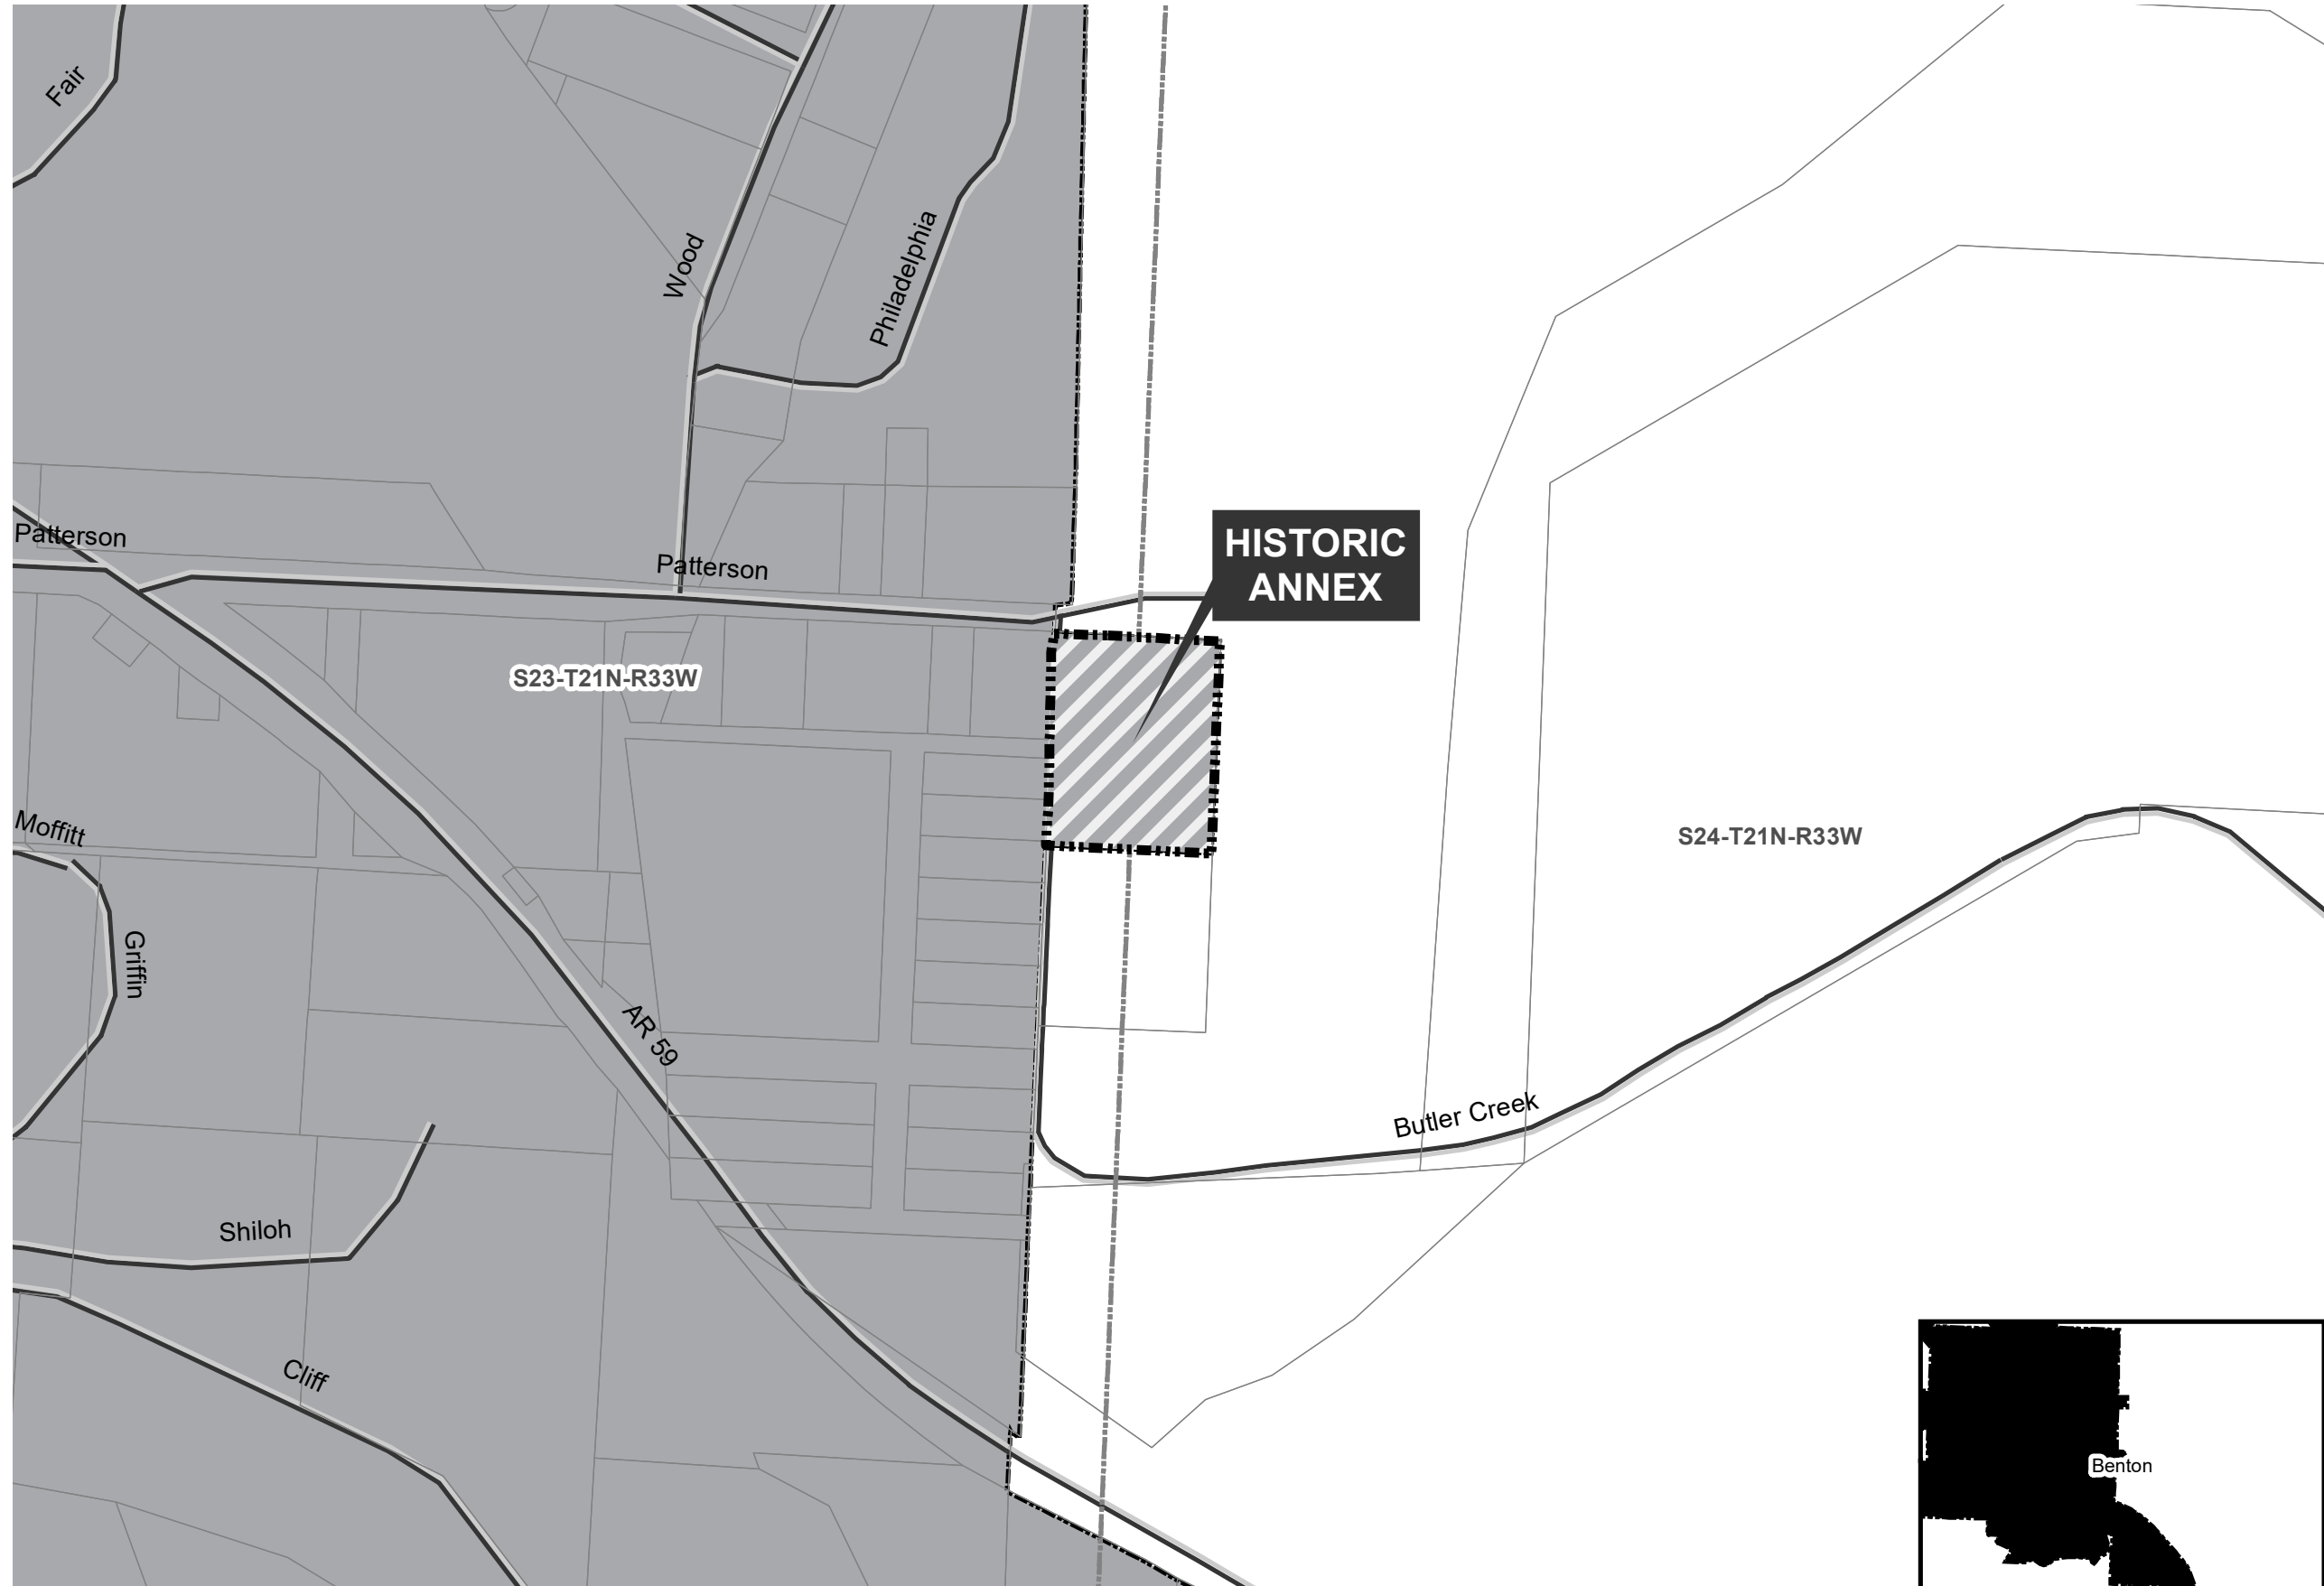 Fair
Wood
Philadelphia
Patterson
Patterson
HISTORIC
ANNEX
S23-T21N-R33W
Moffitt
S24-T21N-R33W
Griffin
AR 59
Butler Creek
Shiloh
Cliff
Benton